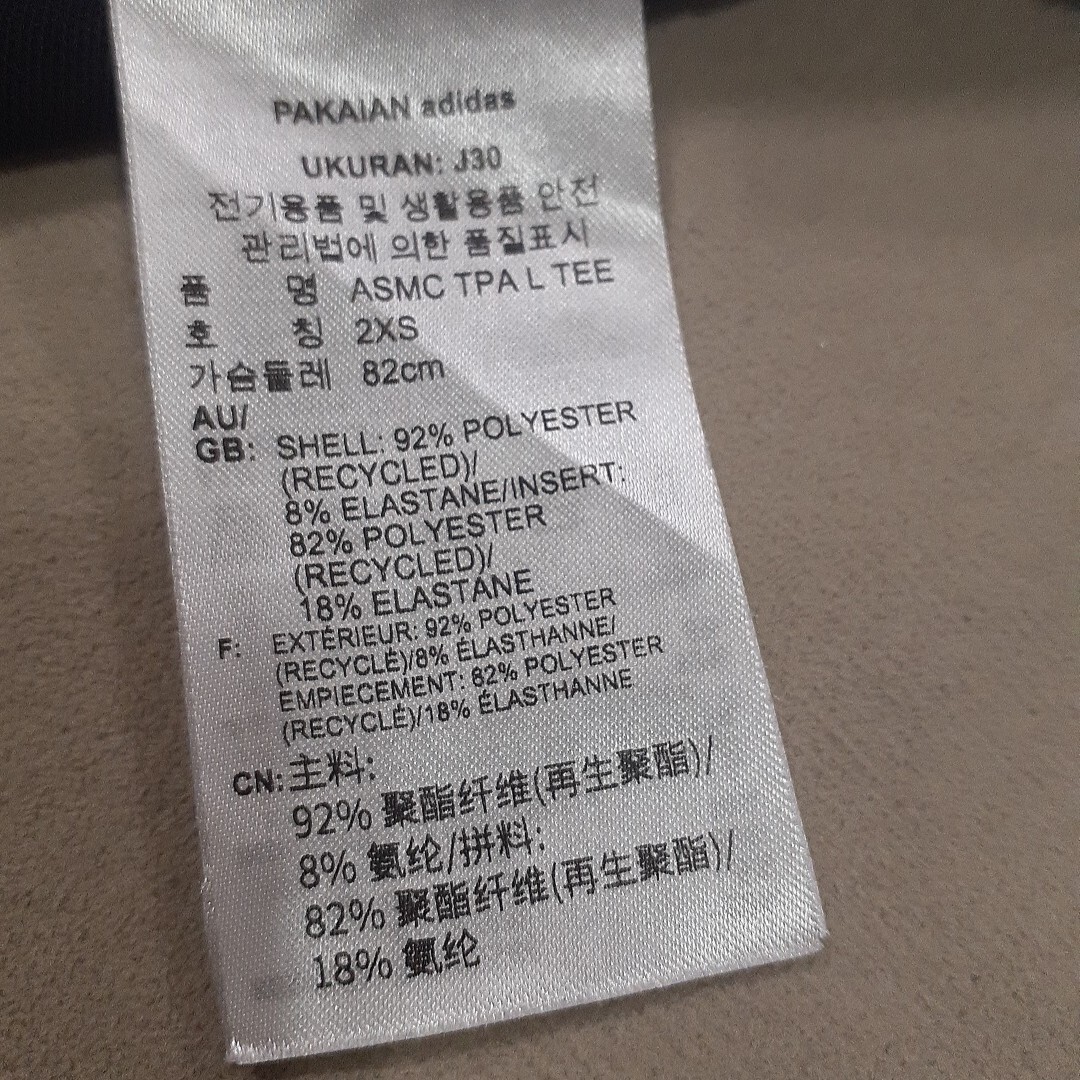 PAKAIAN adidas
UKURAN: J30
전기용품 및 생활용품 안전
관리법에 의한 품질표시
품 명 ASMC TPA L TEE
호 칭 2XS
가슴둘레 82cm
AU/
GB: SHELL: 92% POLYESTER
(RECYCLED)/
8% ELASTANE/INSERT:
82% POLYESTER
(RECYCLED)/
18% ELASTANE
F: EXTÉRIEUR: 92% POLYESTER
(RECYCLÉ)/8% ÉLASTHANNE/
EMPIECEMENT: 82% POLYESTER
(RECYCLÉ)/18% ÉLASTHANNE
CN: 主料:
92% 聚酯纤维(再生聚酯)/
8% 氨纶/拼料:
82% 聚酯纤维(再生聚酯)/
18% 氨纶